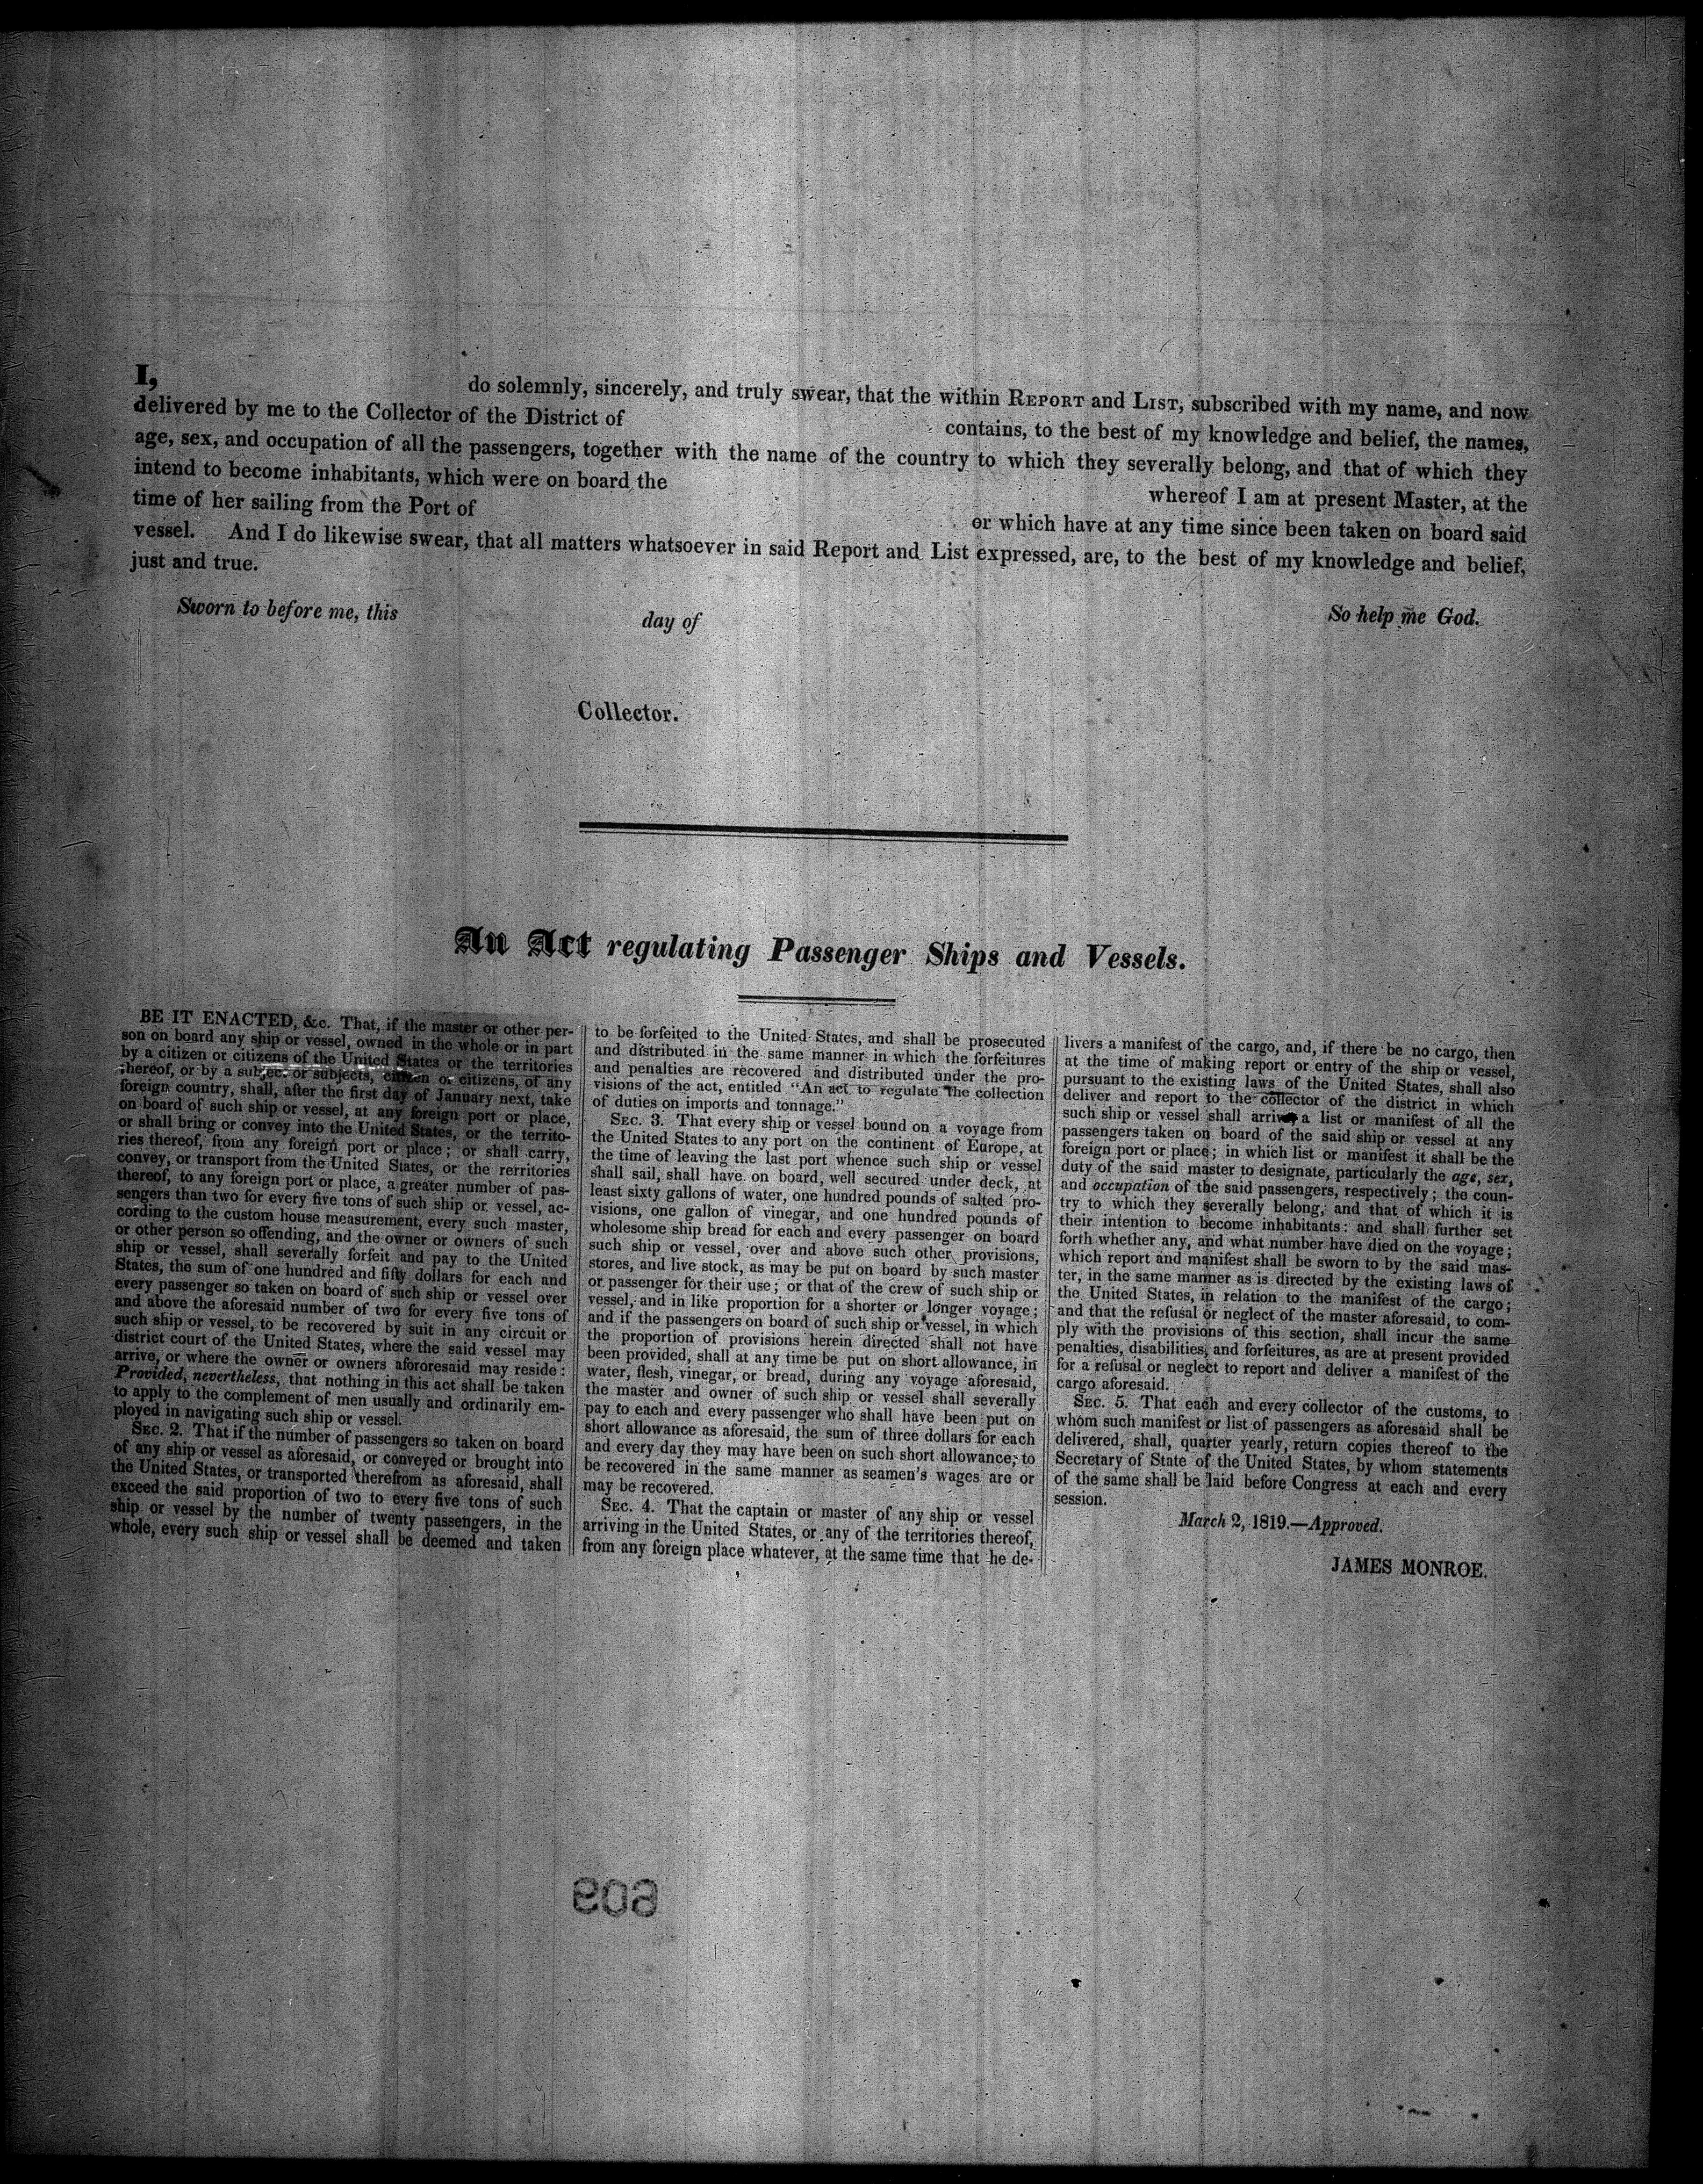 I, do solemnly, sincerely, and truly swear, that the within REPORT and LIST, subscribed with my name, and now
delivered by me to the Collector of the District of contains, to the best of my knowledge and belief, the names,
age, sex, and occupation of all the passengers, together with the name of the country to which they severally belong, and that of which they
intend to become inhabitants, which were on board the whereof I am at present Master, at the
time of her sailing from the Port of or which have at any time since been taken on board said
vessel. And I do likewise swear, that all matters whatsoever in said Report and List expressed, are, to the best of my knowledge and belief,
just and true.
So help me God.
Sworn to before me, this day of
Collector.
An Act regulating Passenger Ships and Vessels.
BE IT ENACTED, &c. That, if the master or other per-
son on board any ship or vessel, owned in the whole or in part
by a citizen or citizens of the United States or the territories
thereof, or by a subject or subjects, citizen or citizens, of any
foreign country, shall, after the first day of January next, take
on board of such ship or vessel, at any foreign port or place,
or shall bring or convey into the United States, or the territo-
ries thereof, from any foreign port or place; or shall carry,
convey, or transport from the United States, or the rerritories
thereof, to any foreign port or place, a greater number of pas-
sengers than two for every five tons of such ship or vessel, ac-
cording to the custom house measurement, every such master,
or other person so offending, and the owner or owners of such
ship or vessel, shall severally forfeit and pay to the United
States, the sum of one hundred and fifty dollars for each and
every passenger so taken on board of such ship or vessel over
and above the aforesaid number of two for every five tons of
such ship or vessel, to be recovered by suit in any circuit or
district court of the United States, where the said vessel may
arrive, or where the owner or owners afororesaid may reside:
Provided, nevertheless, that nothing in this act shall be taken
to apply to the complement of men usually and ordinarily em-
ployed in navigating such ship or vessel.
SEC. 2. That if the number of passengers so taken on board
of any ship or vessel as aforesaid, or conveyed or brought into
the United States, or transported therefrom as aforesaid, shall
exceed the said proportion of two to every five tons of such
ship or vessel by the number of twenty passengers, in the
whole, every such ship or vessel shall be deemed and taken
to be forfeited to the United States, and shall be prosecuted
and distributed in the same manner in which the forfeitures
and penalties are recovered and distributed under the pro-
visions of the act, entitled "An act to regulate the collection
of duties on imports and tonnage."
SEC. 3. That every ship or vessel bound on a voyage from
the United States to any port on the continent of Europe, at
the time of leaving the last port whence such ship or vessel
shall sail, shall have on board, well secured under deck, at
least sixty gallons of water, one hundred pounds of salted pro-
visions, one gallon of vinegar, and one hundred pounds of
wholesome ship bread for each and every passenger on board
such ship or vessel, over and above such other provisions,
stores, and live stock, as may be put on board by such master
or passenger for their use; or that of the crew of such ship or
vessel, and in like proportion for a shorter or longer voyage;
and if the passengers on board of such ship or vessel, in which
the proportion of provisions herein directed shall not have
been provided, shall at any time be put on short allowance, in
water, flesh, vinegar, or bread, during any voyage aforesaid,
the master and owner of such ship or vessel shall severally
pay to each and every passenger who shall have been put on
short allowance as aforesaid, the sum of three dollars for each
and every day they may have been on such short allowance; to
be recovered in the same manner as seamen's wages are or
may be recovered.
SEC. 4. That the captain or master of any ship or vessel
arriving in the United States, or any of the territories thereof,
from any foreign place whatever, at the same time that he de-
livers a manifest of the cargo, and, if there be no cargo, then
at the time of making report or entry of the ship or vessel,
pursuant to the existing laws of the United States, shall also
deliver and report to the collector of the district in which
such ship or vessel shall arrive a list or manifest of all the
passengers taken on board of the said ship or vessel at any
foreign port or place; in which list or manifest it shall be the
duty of the said master to designate, particularly the age, sex,
and occupation of the said passengers, respectively; the coun-
try to which they severally belong, and that of which it is
their intention to become inhabitants: and shall further set
forth whether any, and what number have died on the voyage;
which report and manifest shall be sworn to by the said mas-
ter, in the same manner as is directed by the existing laws of
the United States, in relation to the manifest of the cargo;
and that the refusal or neglect of the master aforesaid, to com-
ply with the provisions of this section, shall incur the same
penalties, disabilities, and forfeitures, as are at present provided
for a refusal or neglect to report and deliver a manifest of the
cargo aforesaid.
SEC. 5. That each and every collector of the customs, to
whom such manifest or list of passengers as aforesaid shall be
delivered, shall, quarter yearly, return copies thereof to the
Secretary of State of the United States, by whom statements
of the same shall be laid before Congress at each and every
session.
March 2, 1819.—Approved.
JAMES MONROE.